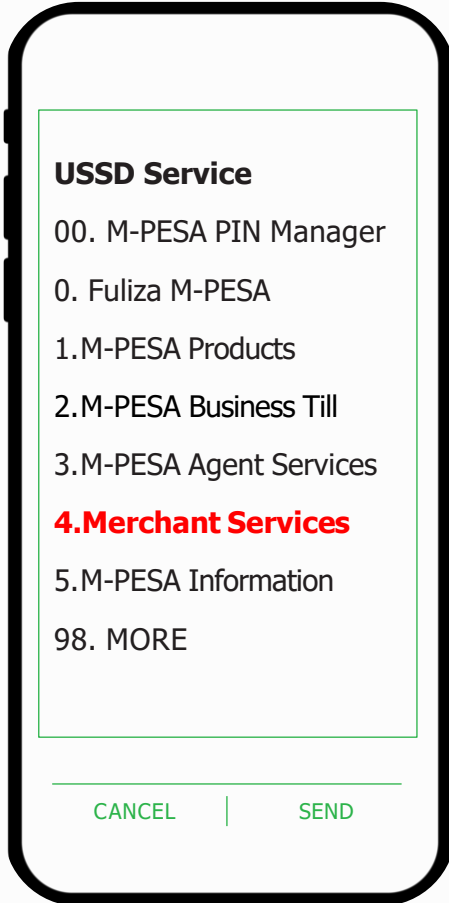 USSD Service
00. M-PESA PIN Manager
0. Fuliza M-PESA
1.M-PESA Products
2.M-PESA Business Till
3.M-PESA Agent Services
4.Merchant Services
5.M-PESA Information
98. MORE
CANCEL SEND